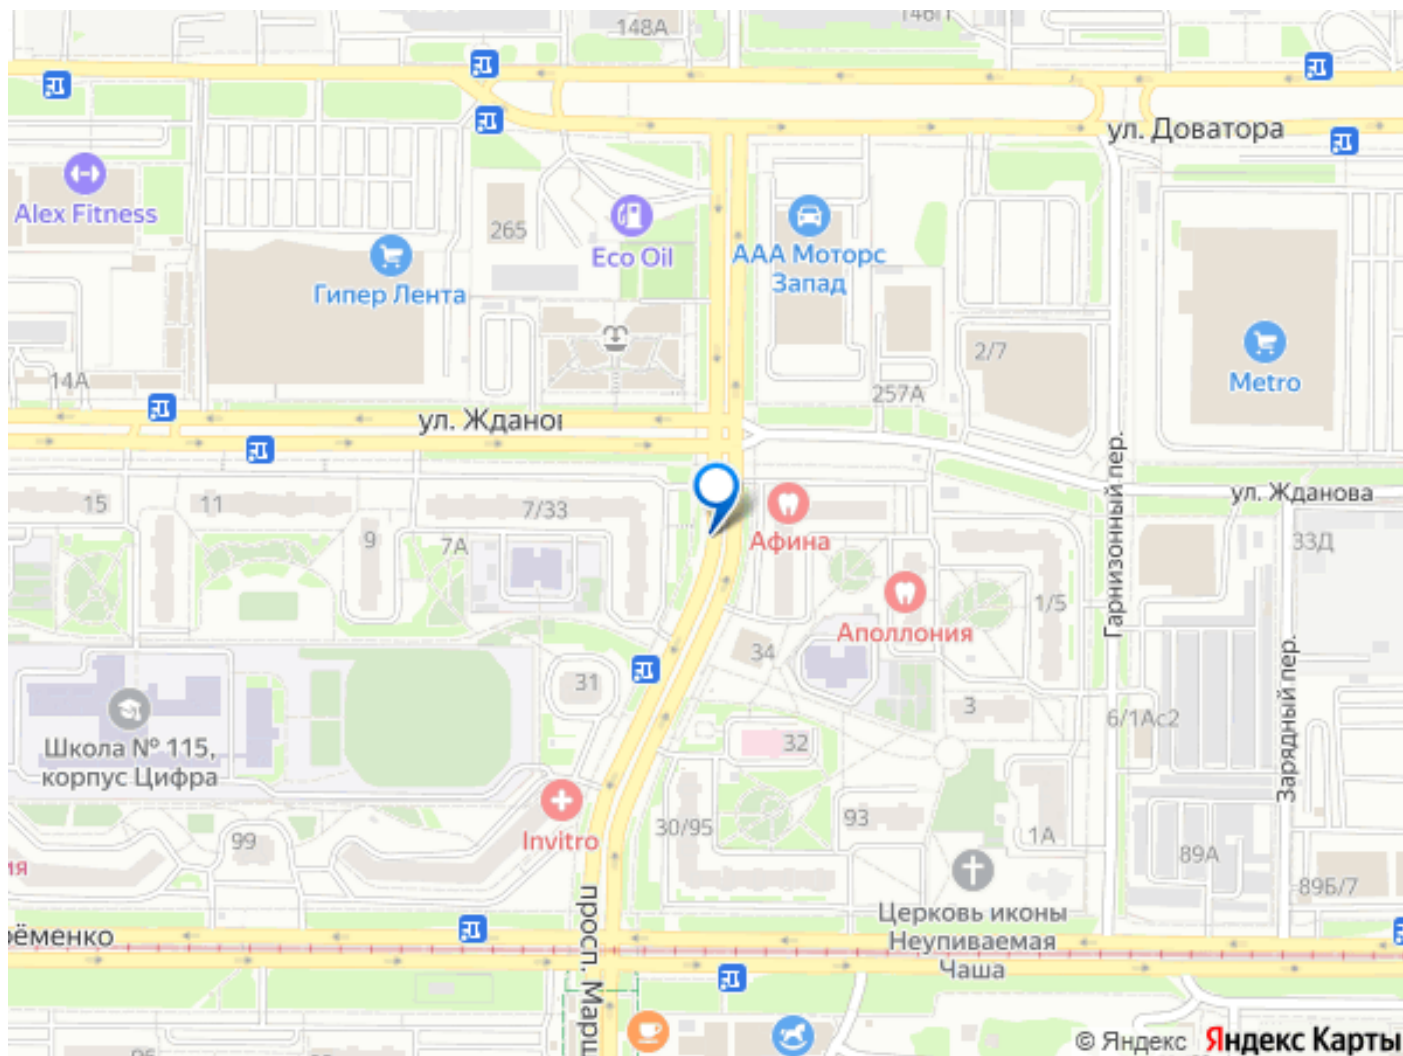 148А
146П
ул. Доватора
Alex Fitness
265
Eco Oil
ААА Моторс
Запад
Гипер Лента
2/7
Metro
14А
257А
ул. Ждано
Гарнизонный пер.
ул. Жданова
15
11
7/33
9
7А
Афина
33Д
1/5
Аполлония
34
31
3
6/1Ас2
Зарядный пер.
Школа № 115,
корпус Цифра
32
Invitro
30/95
93
1А
99
89А
89Б/7
ия
рёменко
просп. Марш
Церковь иконы
Неупиваемая
Чаша
© Яндекс Яндекс Карты